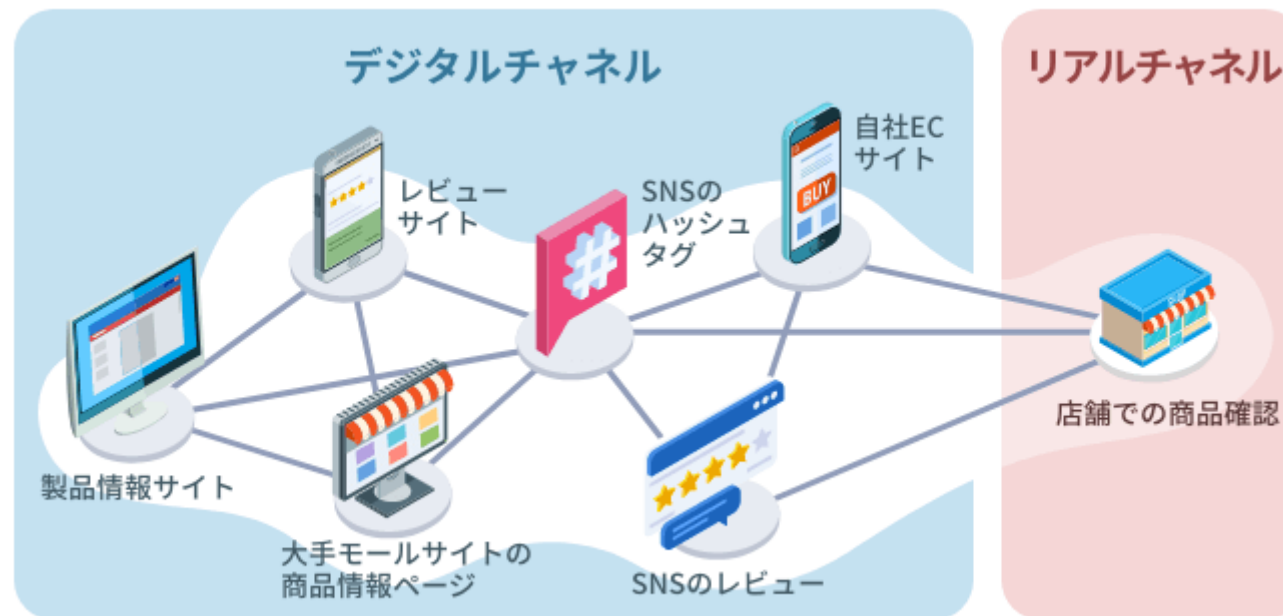 デジタルチャネル
リアルチャネル
レビュー
サイト
SNSの
ハッシュ
タグ
自社EC
サイト
BUY
#
製品情報サイト
大手モールサイトの
商品情報ページ
SNSのレビュー
店舗での商品確認